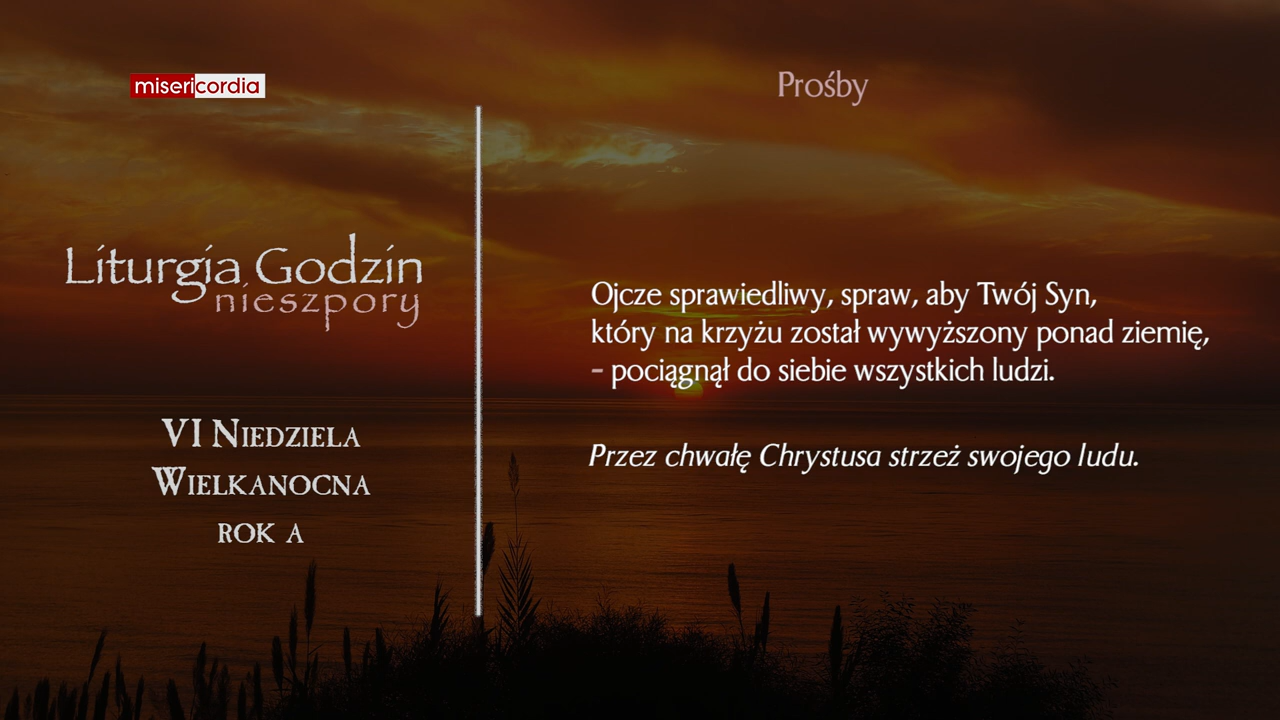 misericordia
Prośby
Liturgia Godzin
nieszpory
VI Niedziela
Wielkanocna
rok a
Ojcze sprawiedliwy, spraw, aby Twój Syn,
który na krzyżu został wywyższony ponad ziemię,
- pociągnął do siebie wszystkich ludzi.
Przez chwałę Chrystusa strzeż swojego ludu.